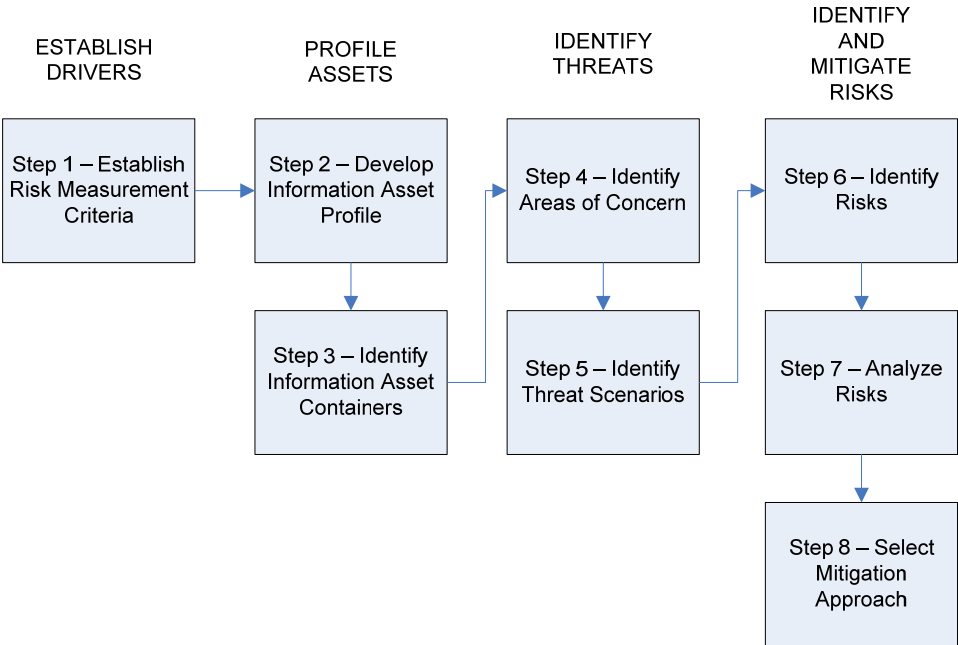 ESTABLISH
DRIVERS
PROFILE
ASSETS
IDENTIFY
THREATS
IDENTIFY
AND
MITIGATE
RISKS
Step 1 – Establish
Risk Measurement
Criteria
Step 2 – Develop
Information Asset
Profile
Step 3 – Identify
Information Asset
Containers
Step 4 – Identify
Areas of Concern
Step 5 – Identify
Threat Scenarios
Step 6 – Identify
Risks
Step 7 – Analyze
Risks
Step 8 – Select
Mitigation
Approach